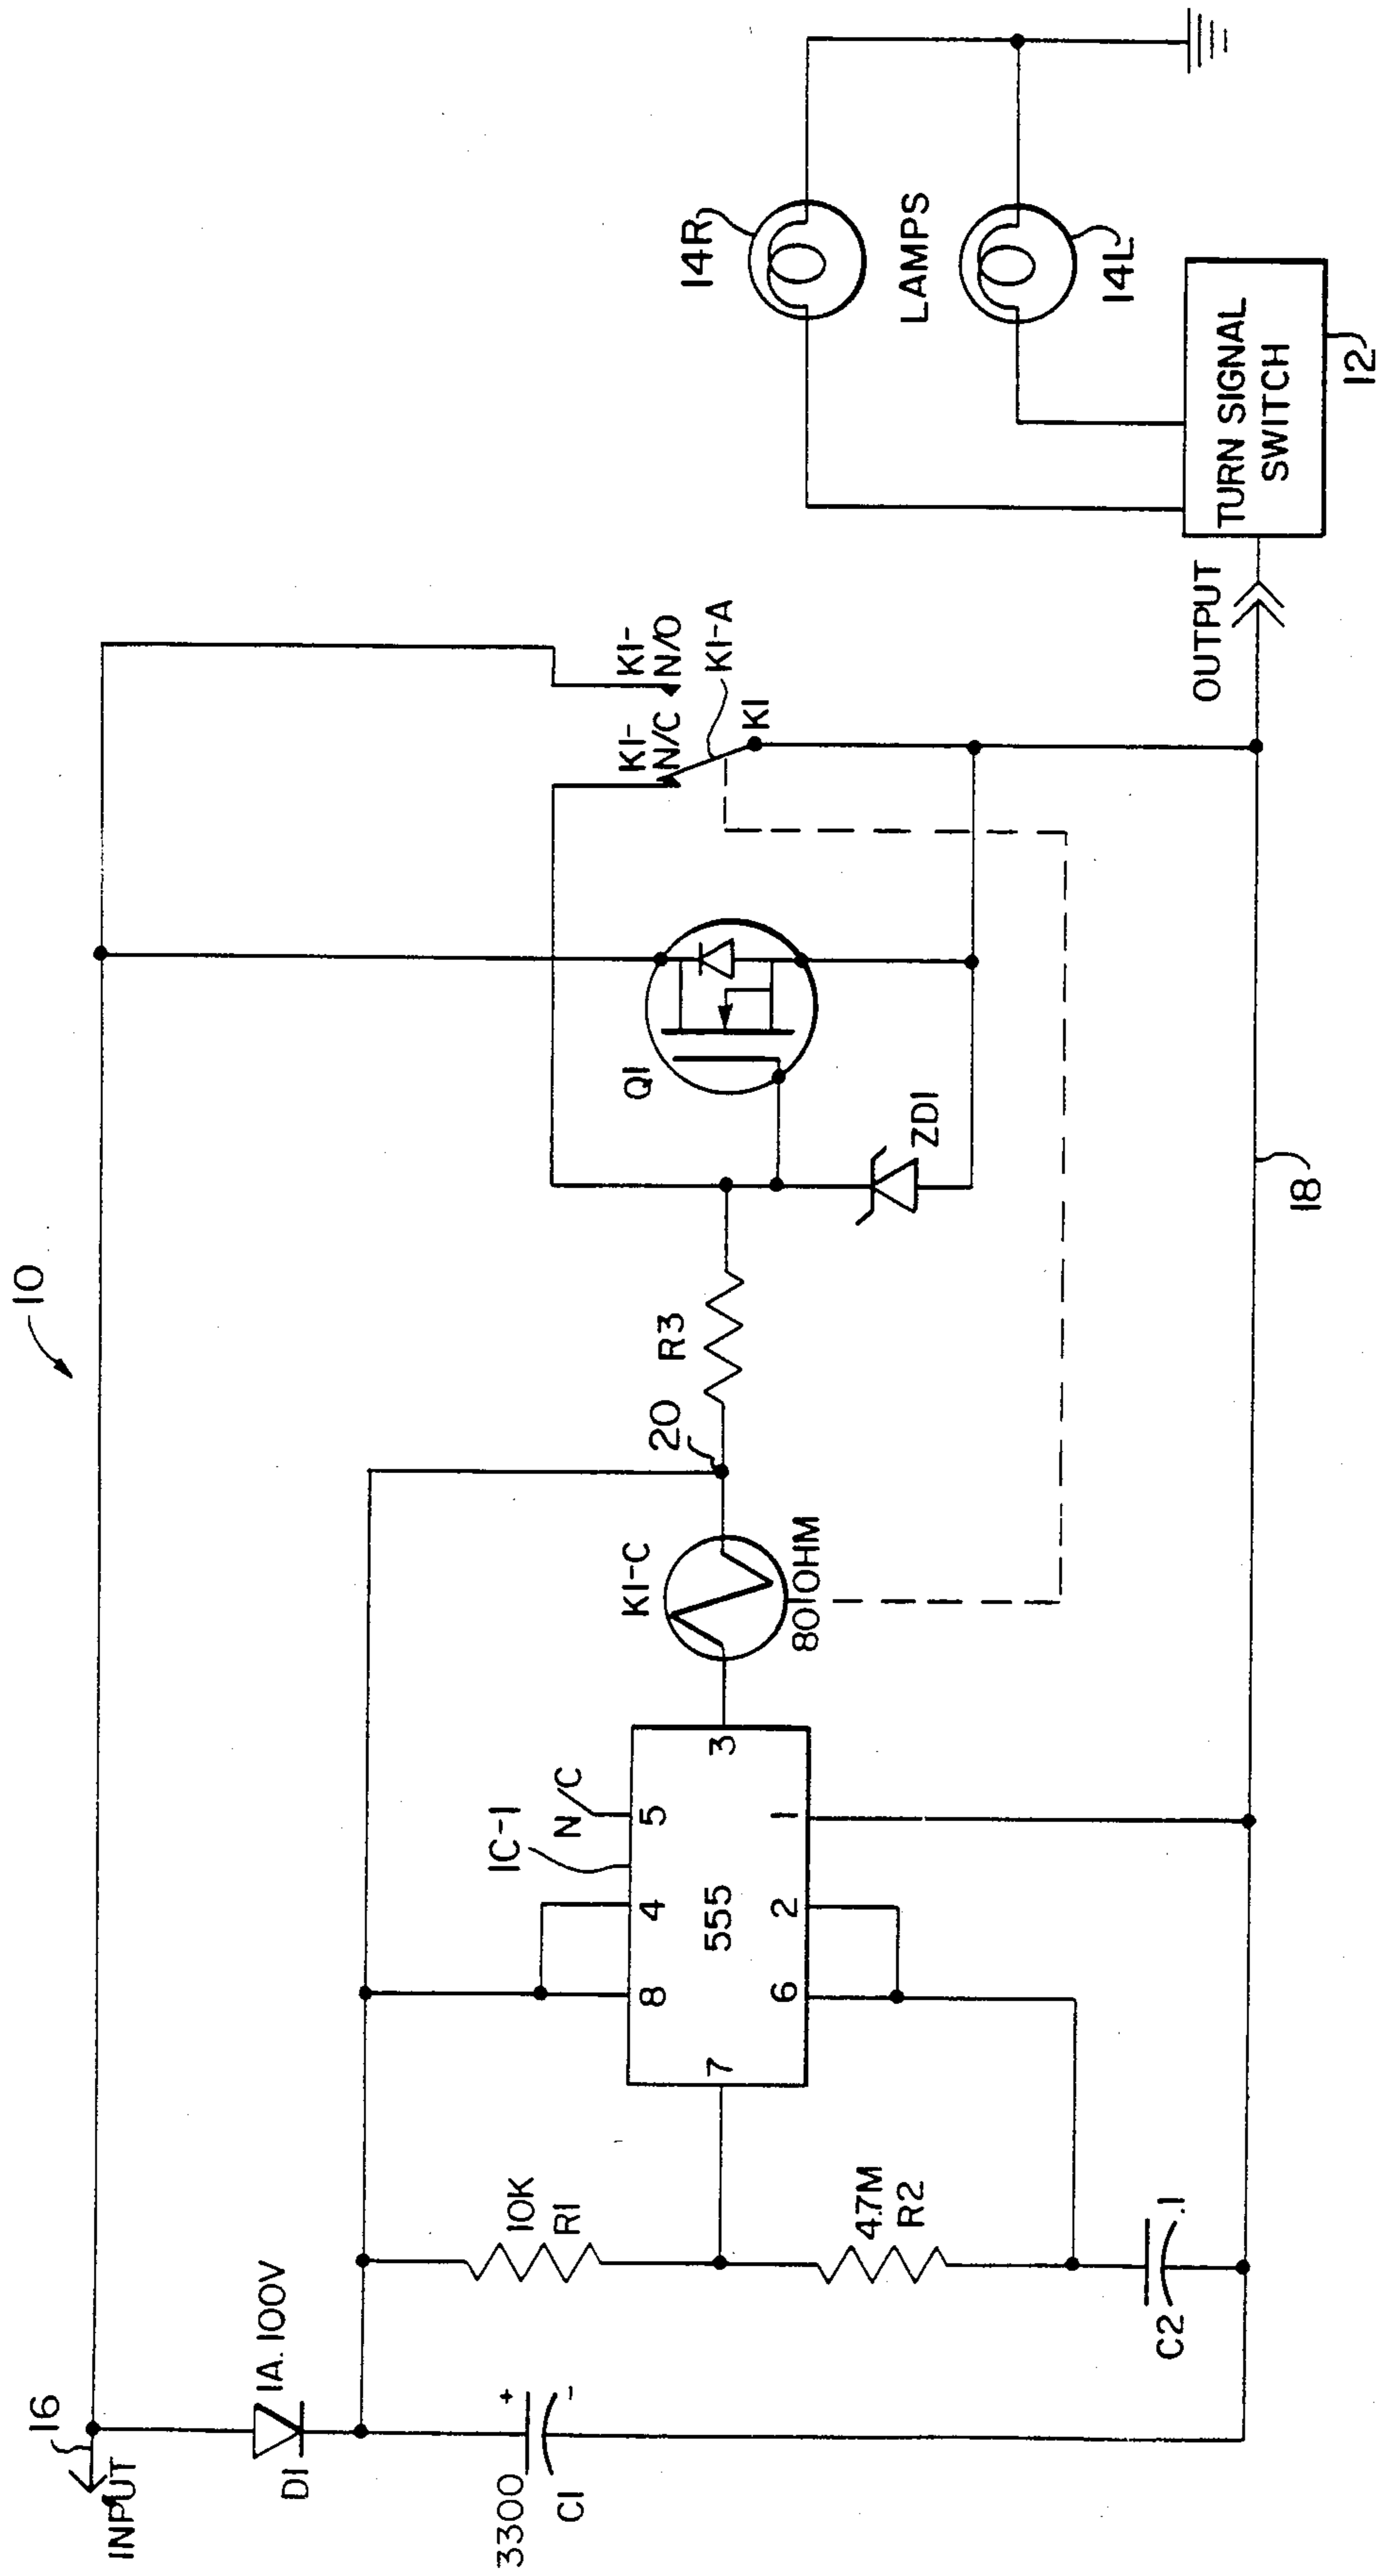 10
16
INPUT
D1
1A. 100V
3300
+
-
C1
10K
R1
4.7M
R2
C2
.1
IC-1
N/C
8
4
5
7
555
3
6
2
1
K1-C
80 OHM
20
R3
Q1
ZD1
K1-
N/C
K1-
N/O
K1-A
K1
18
OUTPUT
TURN SIGNAL
SWITCH
12
14R
LAMPS
14L